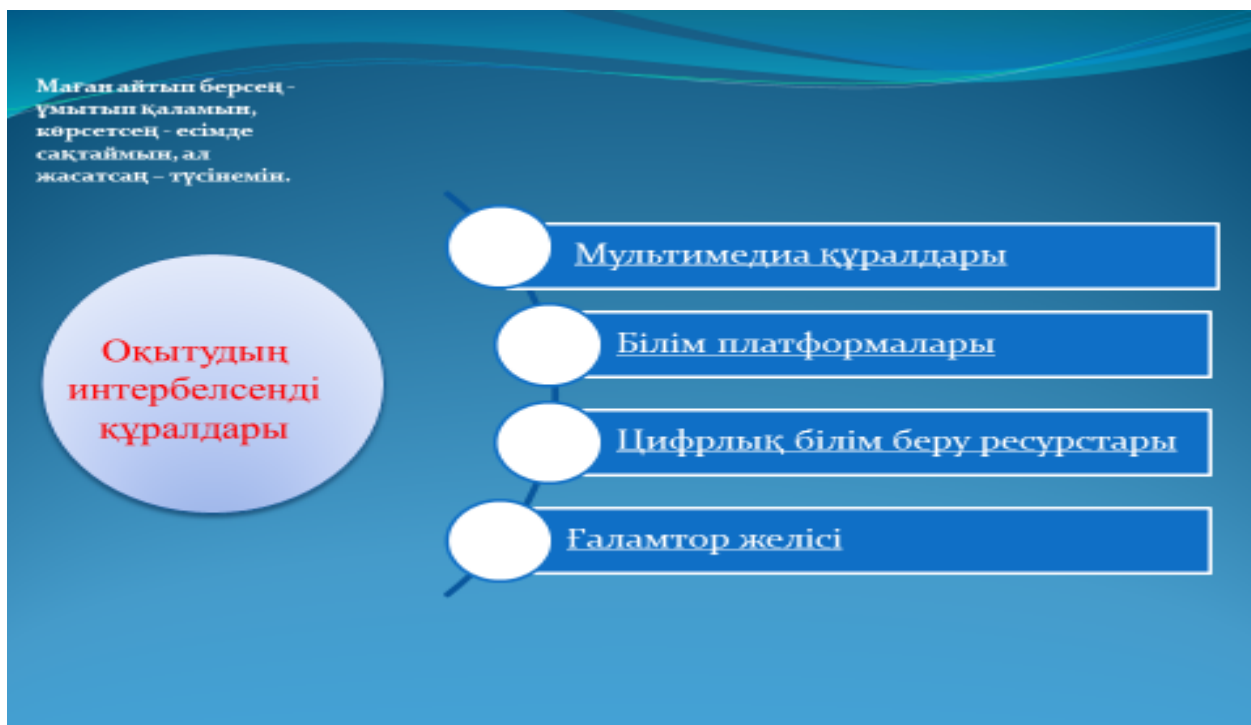 Маған айтып берсең -
ұмытып қаламын,
көрсетсең - есімде
сақтаймын, ал
жасатсаң – түсінемін.
Оқытудың
интербелсенді
құралдары
Мультимедиа құралдары
Білім платформалары
Цифрлық білім беру ресурстары
Ғаламтор желісі